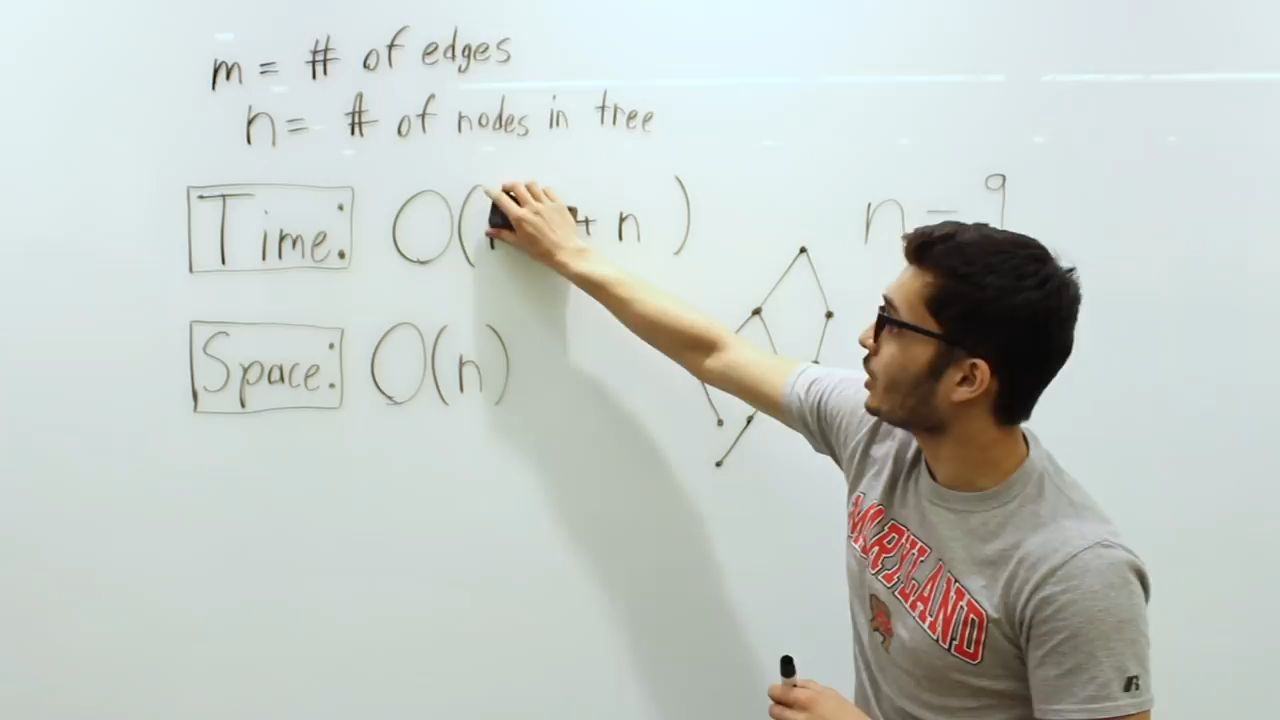 m = # of edges
n = # of nodes in tree
Time: O( + n )
n = 9
Space: O(n)
MARYLAND
R